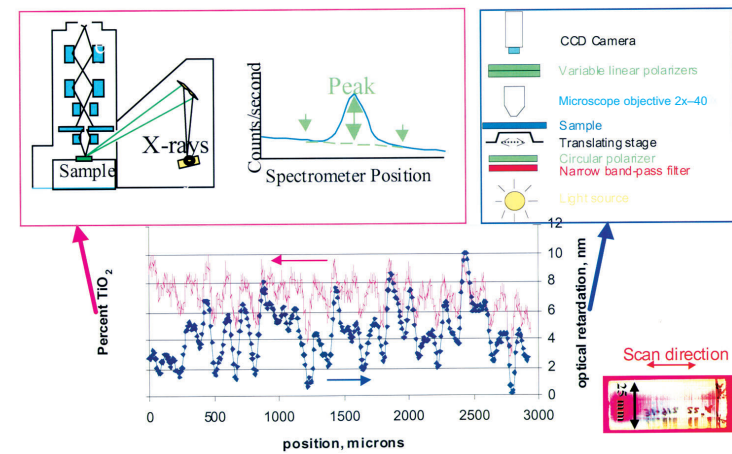 Sample
X-rays
Counts/second
Peak
Spectrometer Position
CCD Camera
Variable linear polarizers
Microscope objective 2x–40
Sample
Translating stage
Circular polarizer
Narrow band-pass filter
Light source
Percent TiO2
12
10
8
6
4
2
0
optical retardation, nm
0
500
1000
1500
2000
2500
3000
position, microns
Scan direction
25 mm